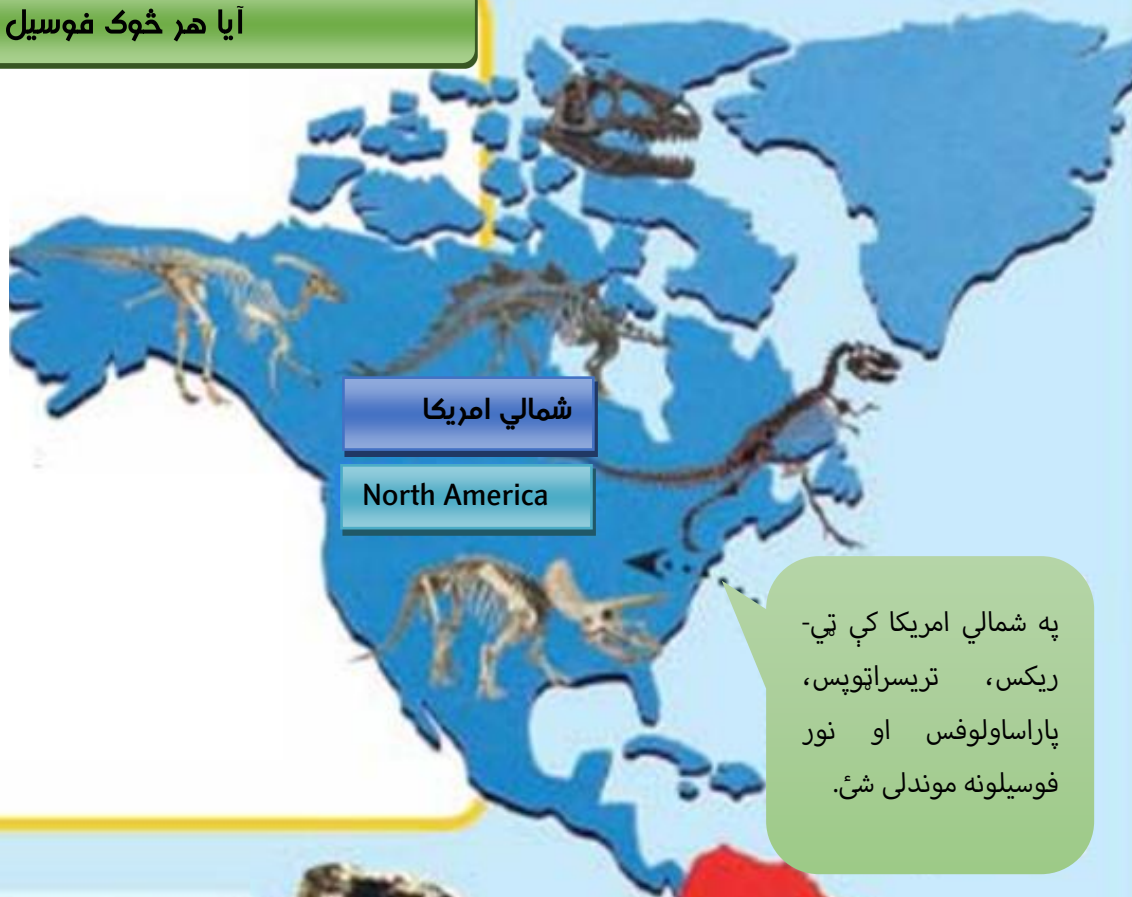 آیا هر څوک فوسیل
شمالي امریکا
North America
په شمالي امریکا کې ټي-
ریکس، تریسراټوپس،
پاراساولوفس او نور
فوسیلونه موندلی شئ.